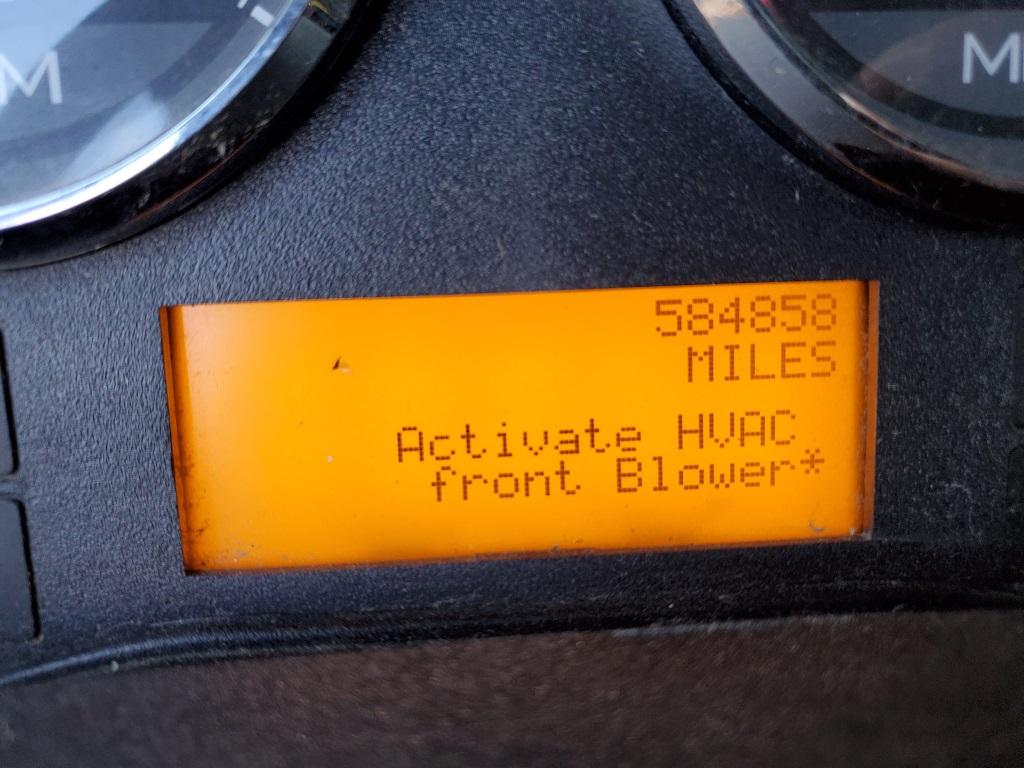 584858
MILES
Activate HVAC
front Blower*